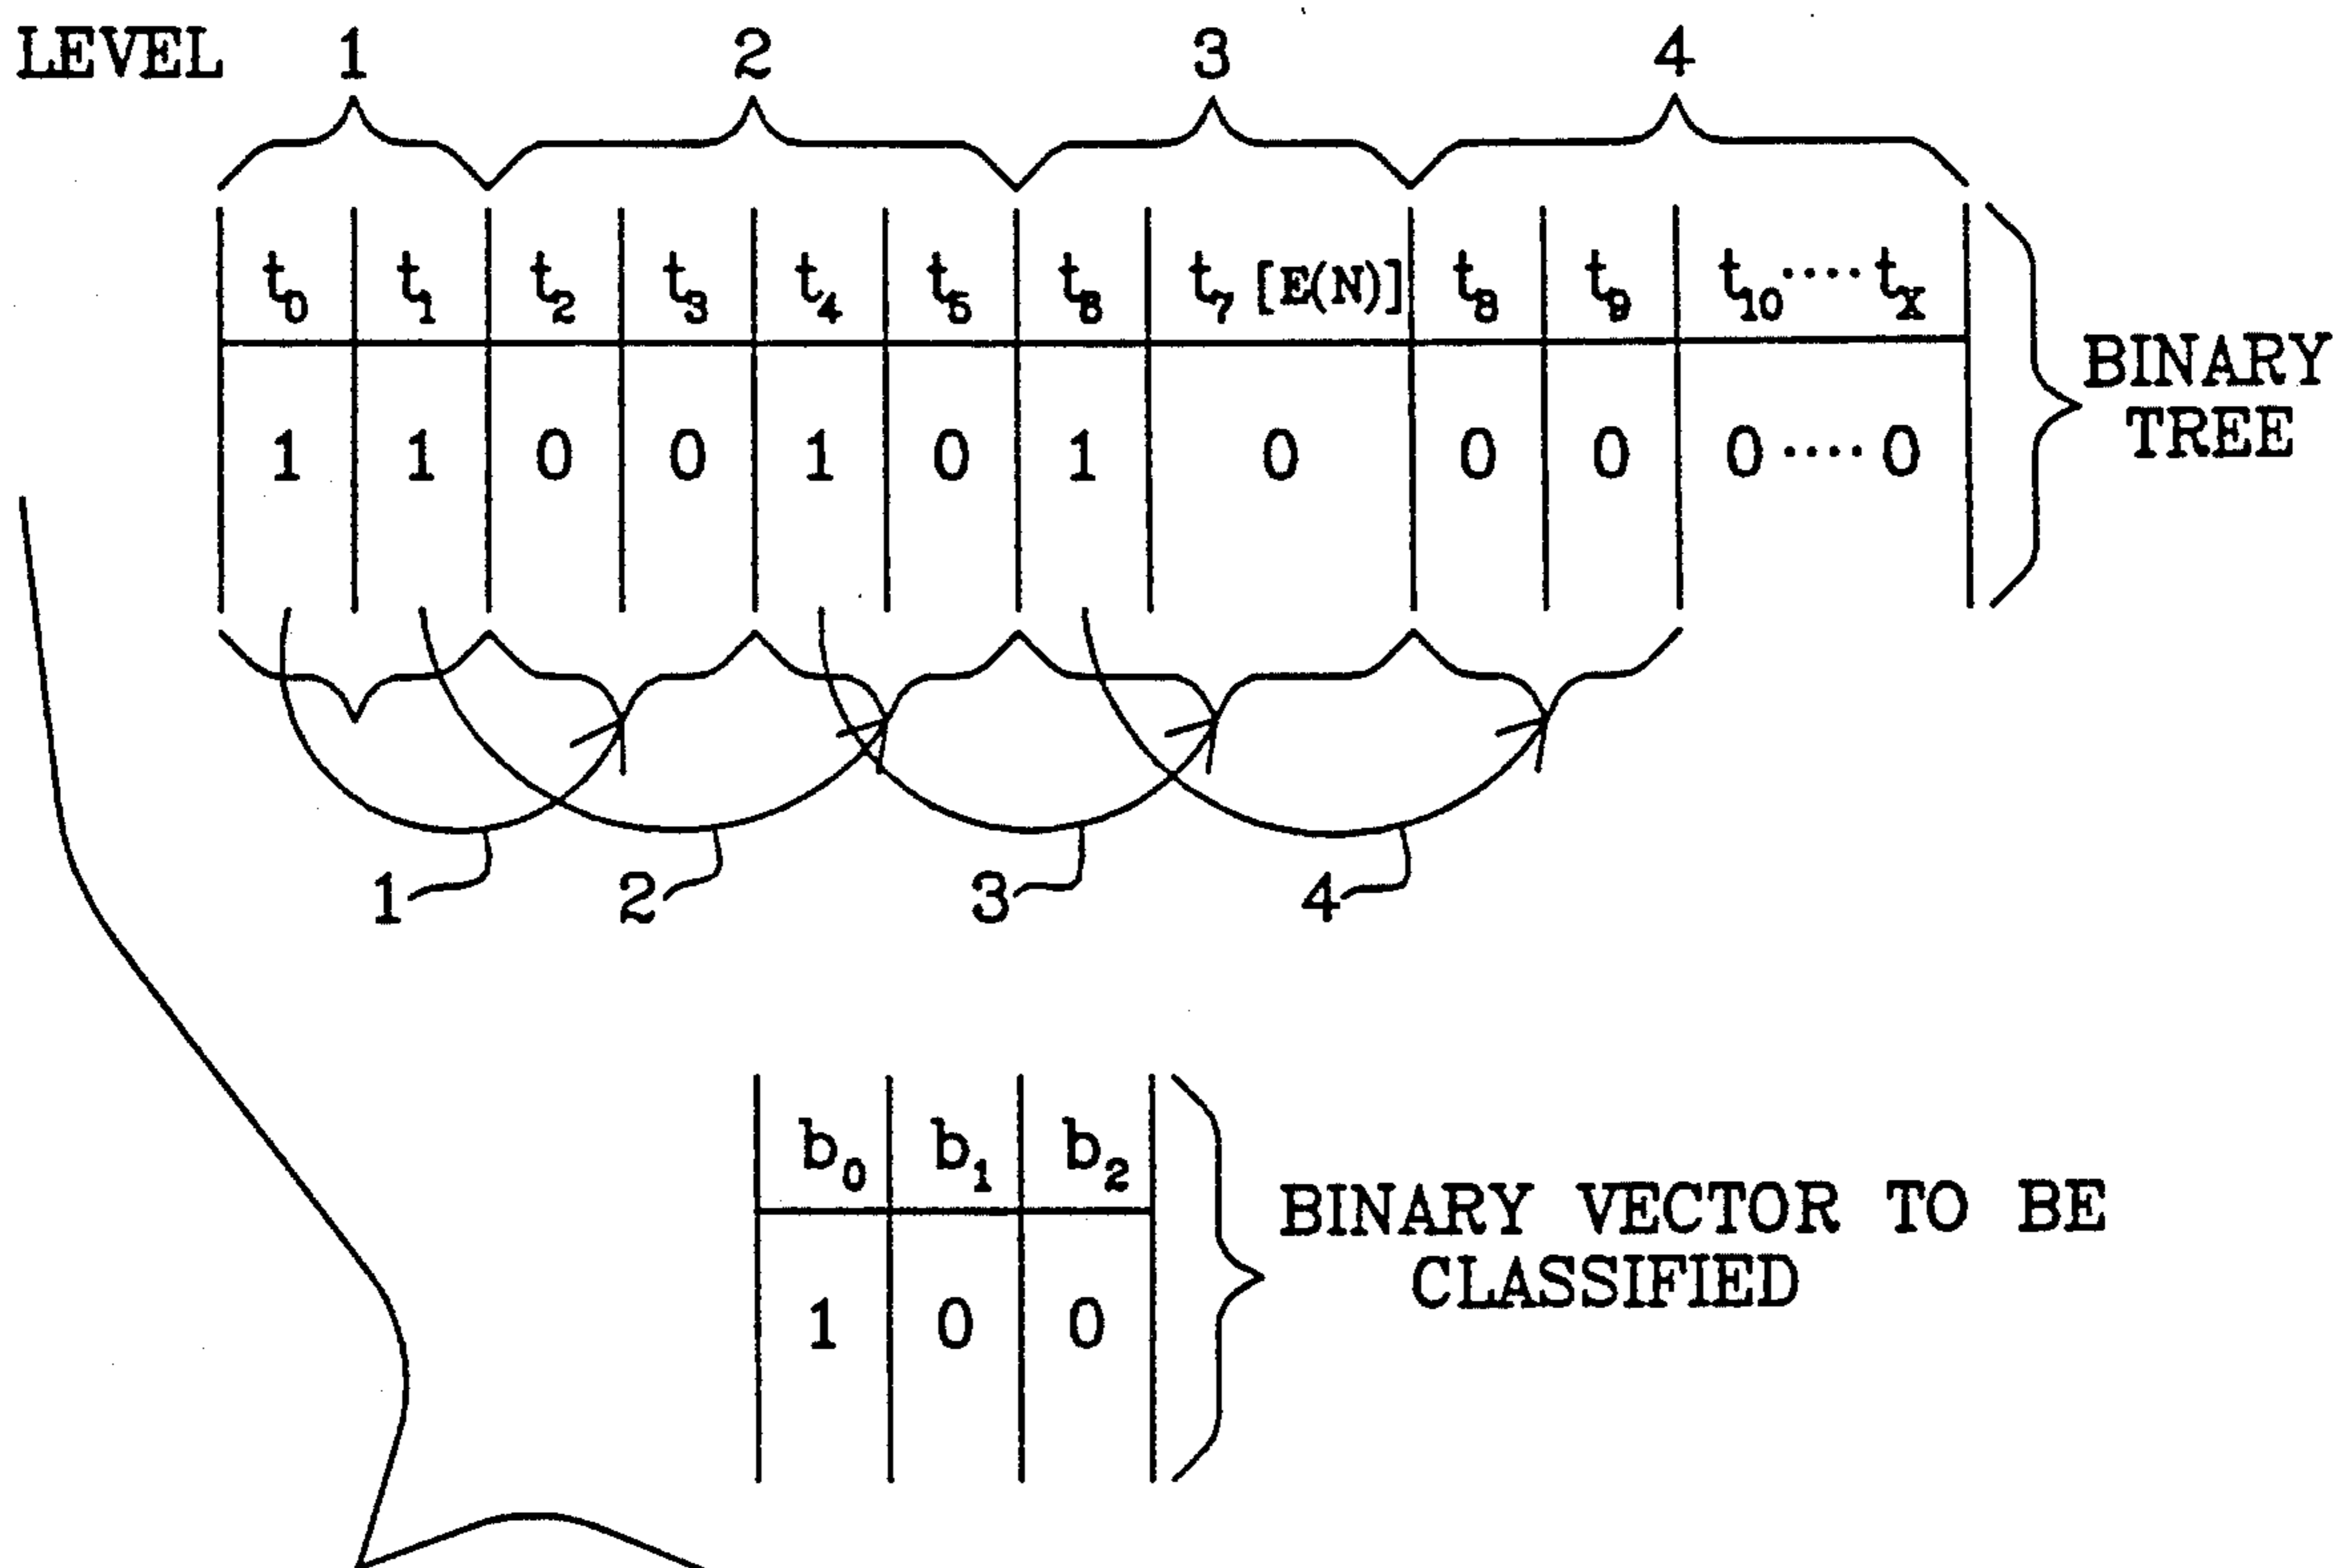 LEVEL 1 2 3 4
t0 t1 t2 t3 t4 t5 t6 t7 [E(N)] t8 t9 t10 ···· tX
1 1 0 0 1 0 1 0 0 0 0 ···· 0
BINARY
TREE
1 2 3 4
b0 b1 b2
1 0 0
BINARY VECTOR TO BE
CLASSIFIED